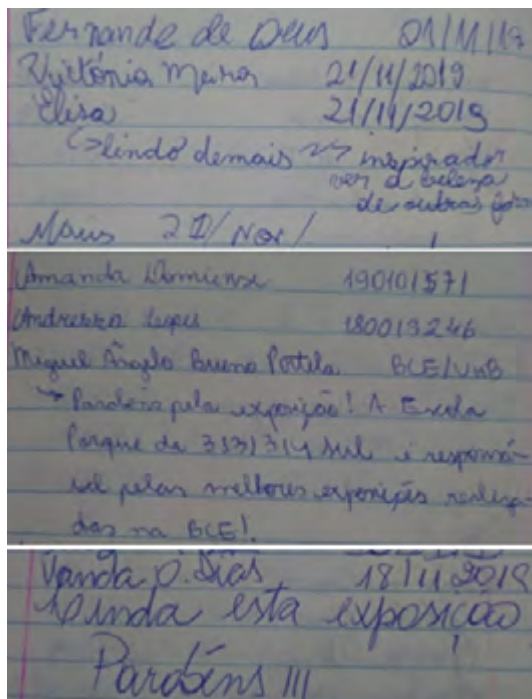 Fernande de Deus 01/11/19
Vitória 21/11/2019
Elisa 21/11/2019
lindo demais inspirador
ver a beleza
de outras
21/Nov/
Amanda 190101571
Andressa Lopes 180013246
Miguel Ângelo Bueno Portela BCE/UnB
Parabéns pela exposição! A Escola
Parque da 313/314 Sul é responsá-
vel pelas melhores exposições realiza-
das na BCE!
Vanda O. Dias 18/11/2019
Linda esta exposição
Parabéns !!!